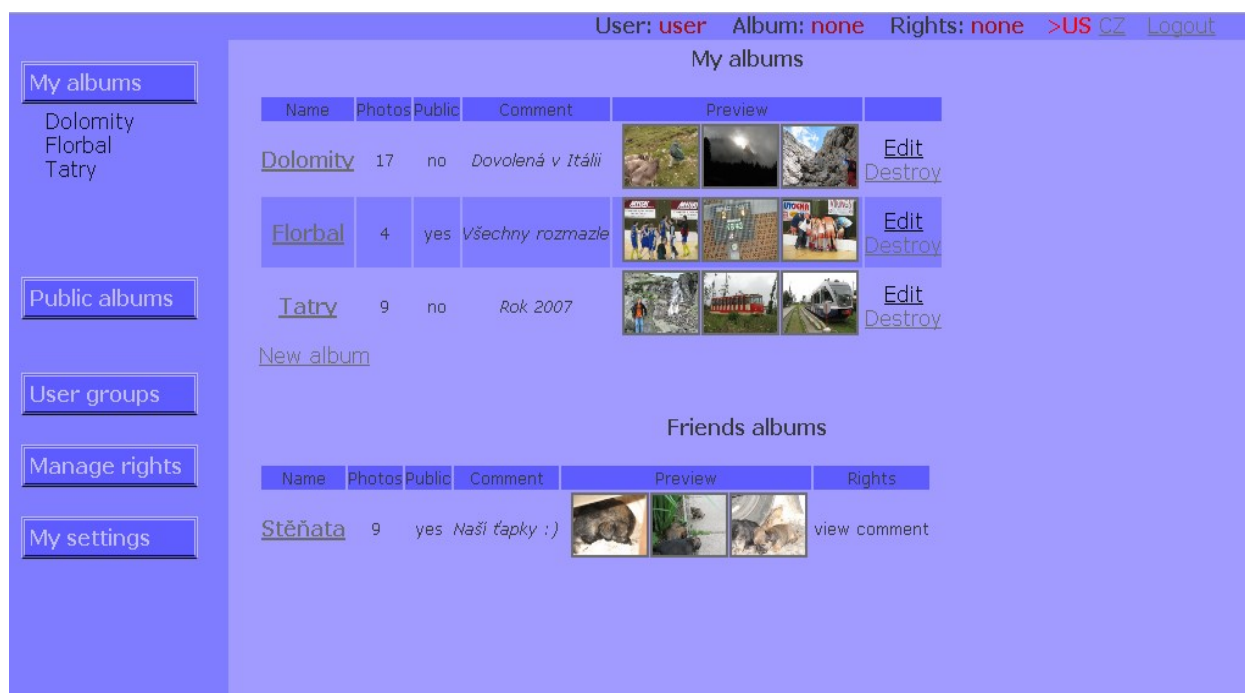 User: user Album: none Rights: none >US CZ Logout
My albums
Dolomity
Florbal
Tatry
Public albums
User groups
Manage rights
My settings
My albums
Name Photos Public Comment Preview
Dolomity 17 no Dovolená v Itálii Edit
Destroy
Florbal 4 yes Všechny rozmazle Edit
Destroy
Tatry 9 no Rok 2007 Edit
Destroy
New album
Friends albums
Name Photos Public Comment Preview Rights
Stěňata 9 yes Naší ťapky :) view comment